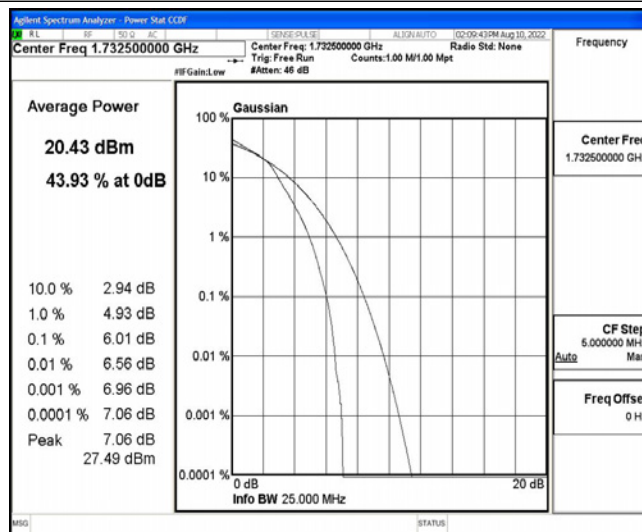 Agilent Spectrum Analyzer - Power Stat CCDF
RL RF 50 Ω AC SENSE:PULSE ALIGN AUTO 02:09:43 PM Aug 10, 2022
Center Freq 1.732500000 GHz
Center Freq: 1.732500000 GHz Radio Std: None
Trig: Free Run Counts:1.00 M/1.00 Mpt
#IFGain:Low #Atten: 46 dB
Frequency
Average Power
20.43 dBm
43.93 % at 0dB
10.0 % 2.94 dB
1.0 % 4.93 dB
0.1 % 6.01 dB
0.01 % 6.56 dB
0.001 % 6.96 dB
0.0001 % 7.06 dB
Peak 7.06 dB
27.49 dBm
Gaussian
100 %
10 %
1 %
0.1 %
0.01 %
0.001 %
0.0001 %
0 dB 20 dB
Info BW 25.000 MHz
Center Fre
1.732500000 GH
CF Step
5.000000 MH
Auto Ma
Freq Offse
0 H
MSG STATUS